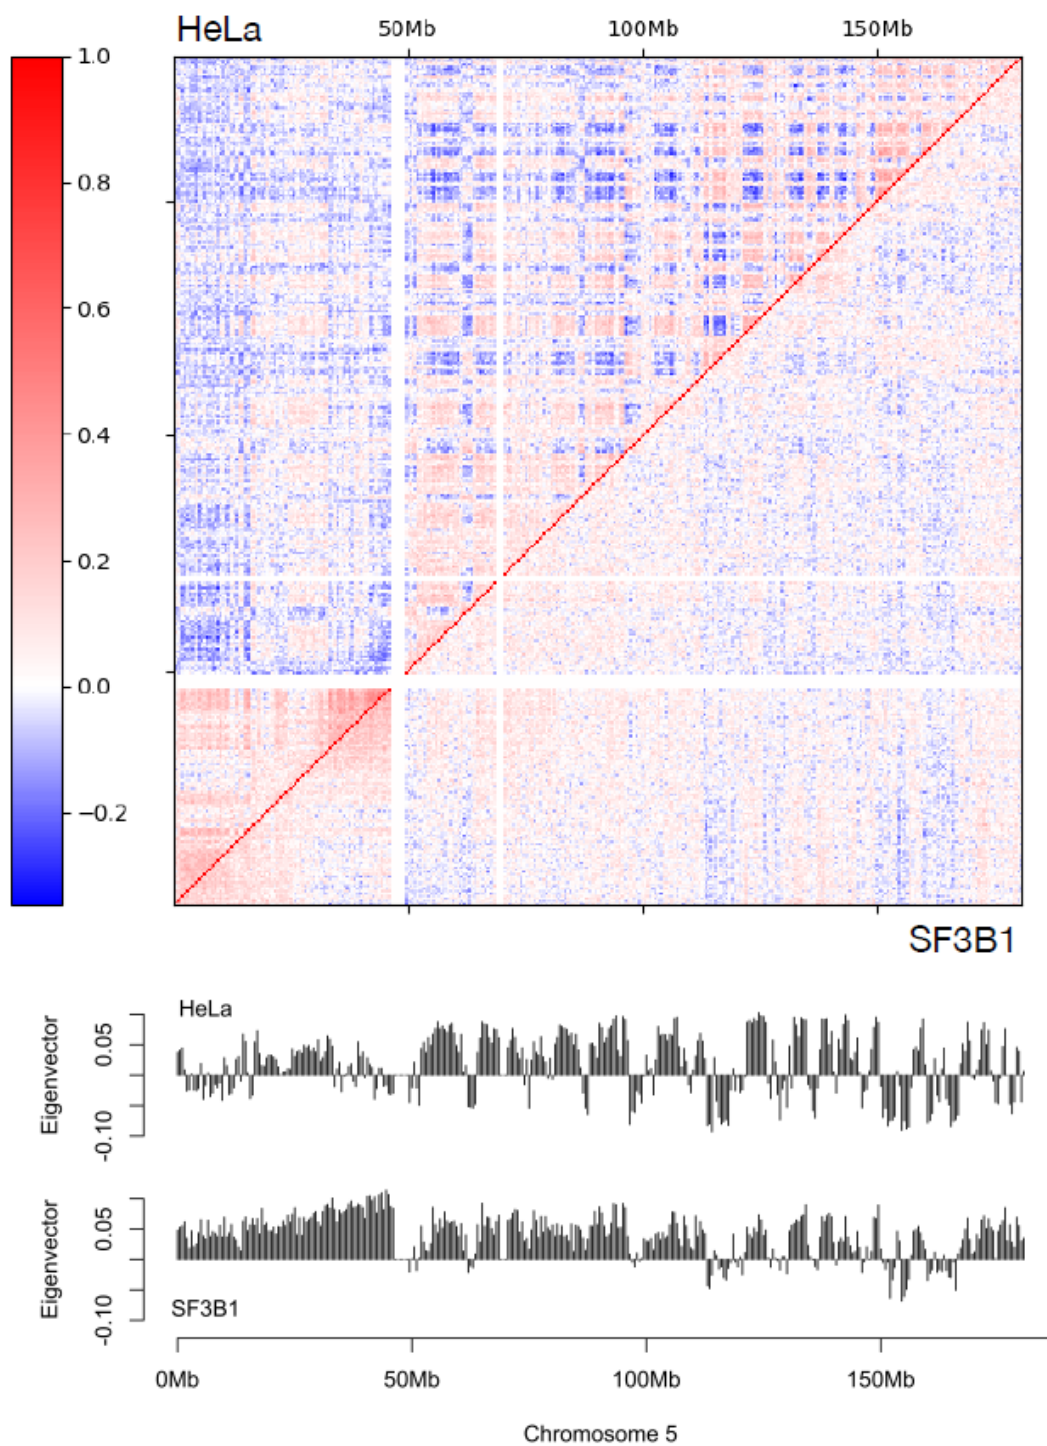 HeLa
50Mb 100Mb 150Mb
1.0
0.8
0.6
0.4
0.2
0.0
−0.2
SF3B1
HeLa
Eigenvector
0.05
-0.10
Eigenvector
0.05
-0.10
SF3B1
0Mb 50Mb 100Mb 150Mb
Chromosome 5